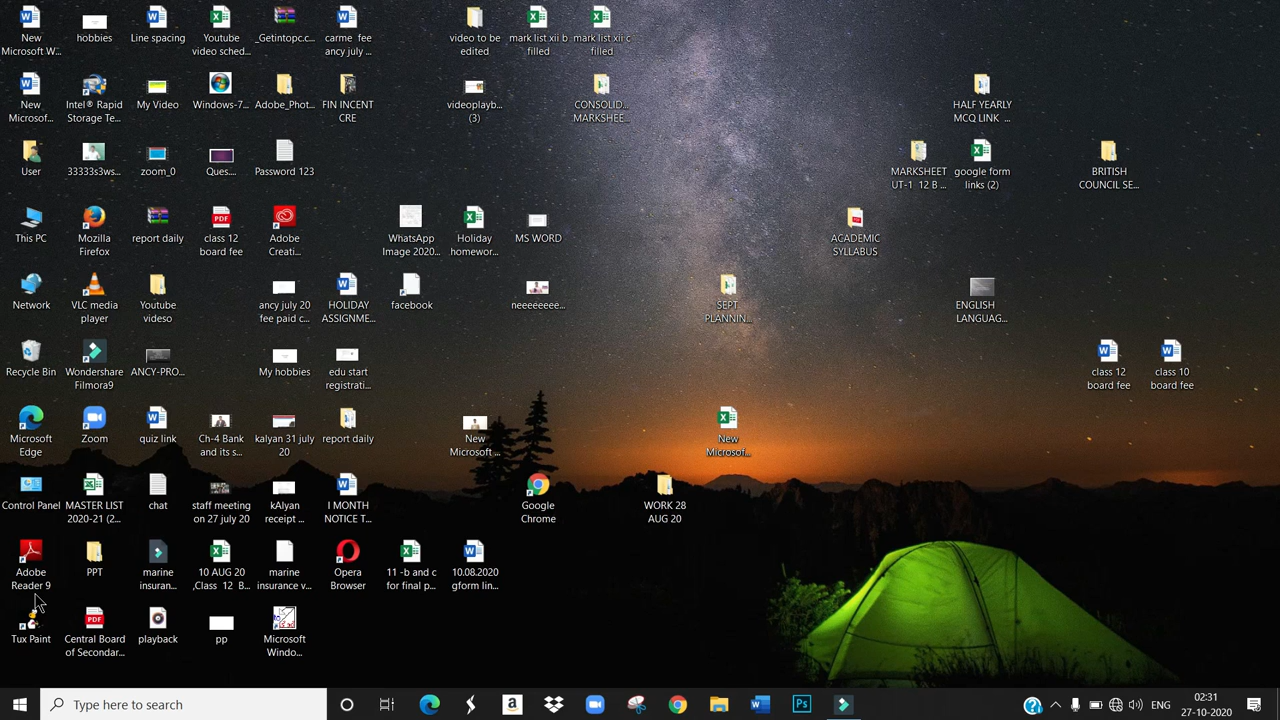 New
Microsoft W...
hobbies
Line spacing
Youtube
video sched...
_Getintopc.c...
carme fee
ancy july ...
video to be
edited
mark list xii b
filled
mark list xii c
filled
New
Microsof...
Intel® Rapid
Storage Te...
My Video
Windows-7...
Adobe_Phot...
FIN INCENT
CRE
videoplayb...
(3)
CONSOLID...
MARKSHEE...
HALF YEARLY
MCQ LINK ...
User
33333s3ws...
zoom_0
Ques....
Password 123
MARKSHEET
UT-1 12 B ...
google form
links (2)
BRITISH
COUNCIL SE...
This PC
Mozilla
Firefox
report daily
class 12
board fee
Adobe
Creati...
WhatsApp
Image 2020...
Holiday
homewor...
MS WORD
ACADEMIC
SYLLABUS
Network
VLC media
player
Youtube
videso
ancy july 20
fee paid c...
HOLIDAY
ASSIGNME...
facebook
neeeeeeee...
SEPT
PLANNIN...
ENGLISH
LANGUAG...
Recycle Bin
Wondershare
Filmora9
ANCY-PRO...
My hobbies
edu start
registrati...
class 12
board fee
class 10
board fee
Microsoft
Edge
Zoom
quiz link
Ch-4 Bank
and its s...
kalyan 31 july
20
report daily
New
Microsoft ...
New
Microsof...
Control Panel
MASTER LIST
2020-21 (2...
chat
staff meeting
on 27 july 20
kAlyan
receipt ...
I MONTH
NOTICE T...
Google
Chrome
WORK 28
AUG 20
Adobe
Reader 9
PPT
marine
insuran...
10 AUG 20
,Class 12 B...
marine
insurance v...
Opera
Browser
11 -b and c
for final p...
10.08.2020
gform lin...
Tux Paint
Central Board
of Secondar...
playback
pp
Microsoft
Windo...
Type here to search
ENG
02:31
27-10-2020